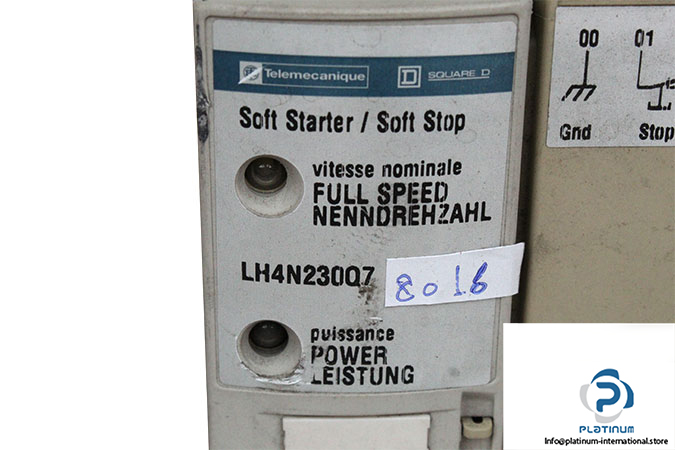 Telemecanique
SQUARE D
Soft Starter / Soft Stop
vitesse nominale
FULL SPEED
NENNDREHZAHL
LH4N230Q7
8016
puissance
POWER
LEISTUNG
00 01
Gnd Stop
PLATINUM
Info@platinum-international.store